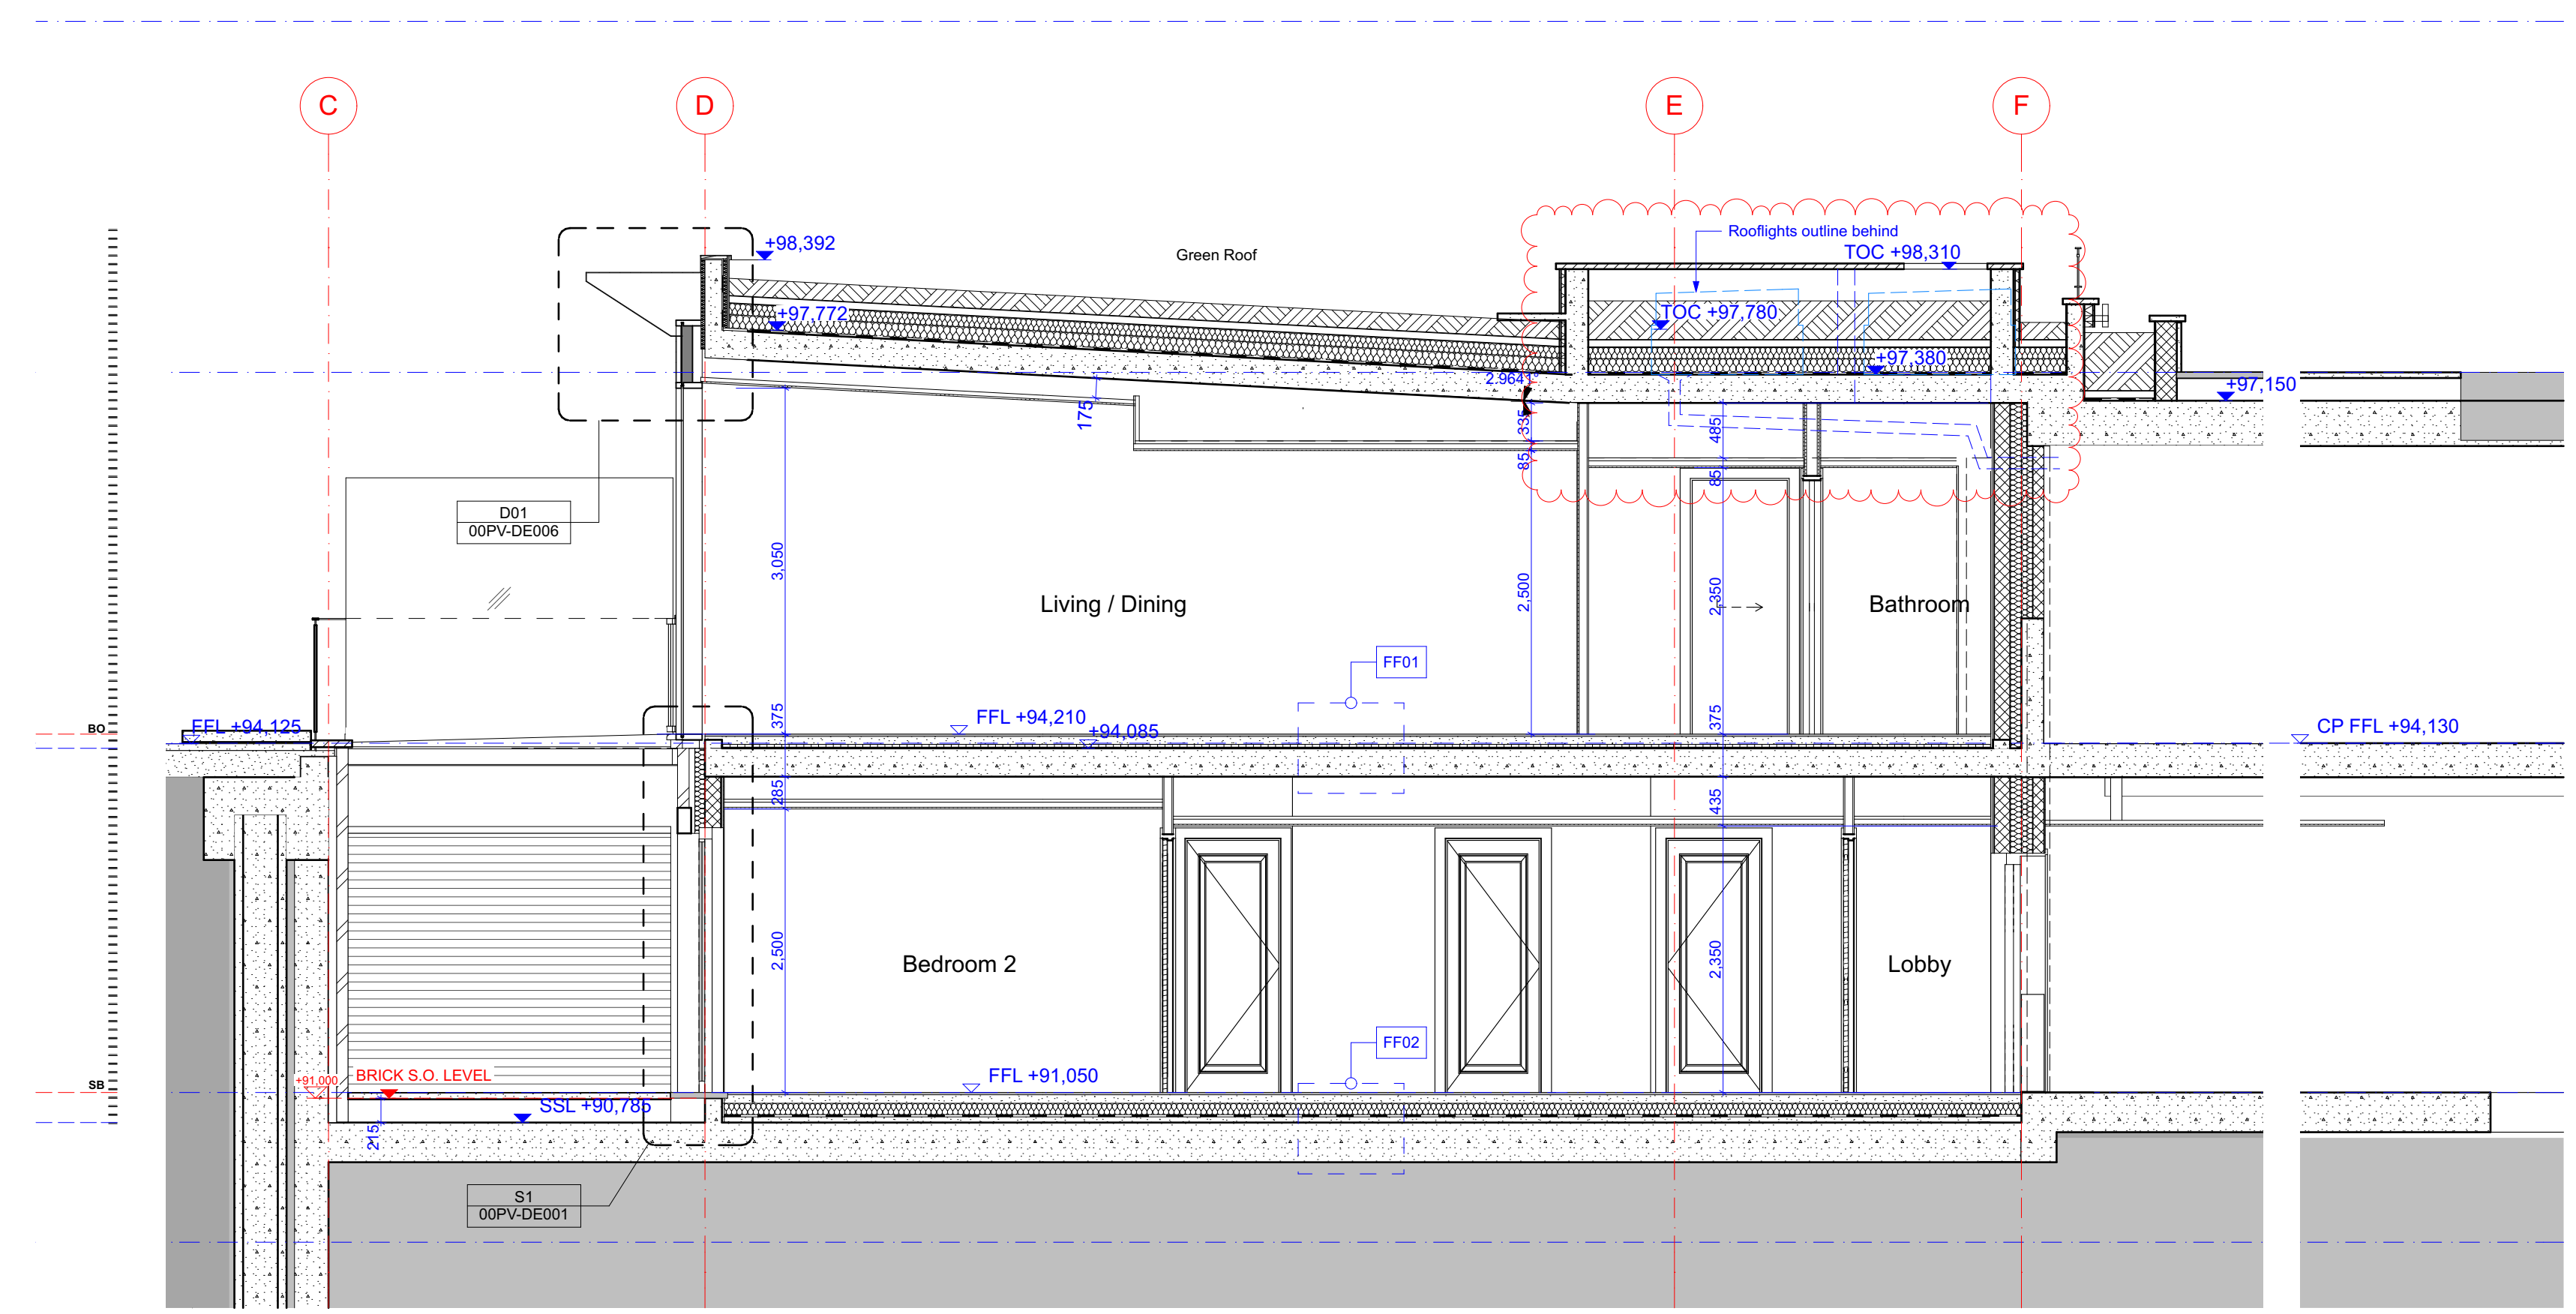 C
D
E
F
+98,392
Green Roof
Rooflights outline behind
TOC +98,310
+97,772
TOC +97,780
+97,380
+97,150
2.964°
175
335
85
485
85
D01
00PV-DE006
3,050
2,500
2,350
Living / Dining
Bathroom
FF01
375
375
BO
FFL +94,125
FFL +94,210
+94,085
CP FFL +94,130
285
435
2,500
2,350
Bedroom 2
Lobby
FF02
SB
+91,000
BRICK S.O. LEVEL
FFL +91,050
SSL +90,785
215
S1
00PV-DE001